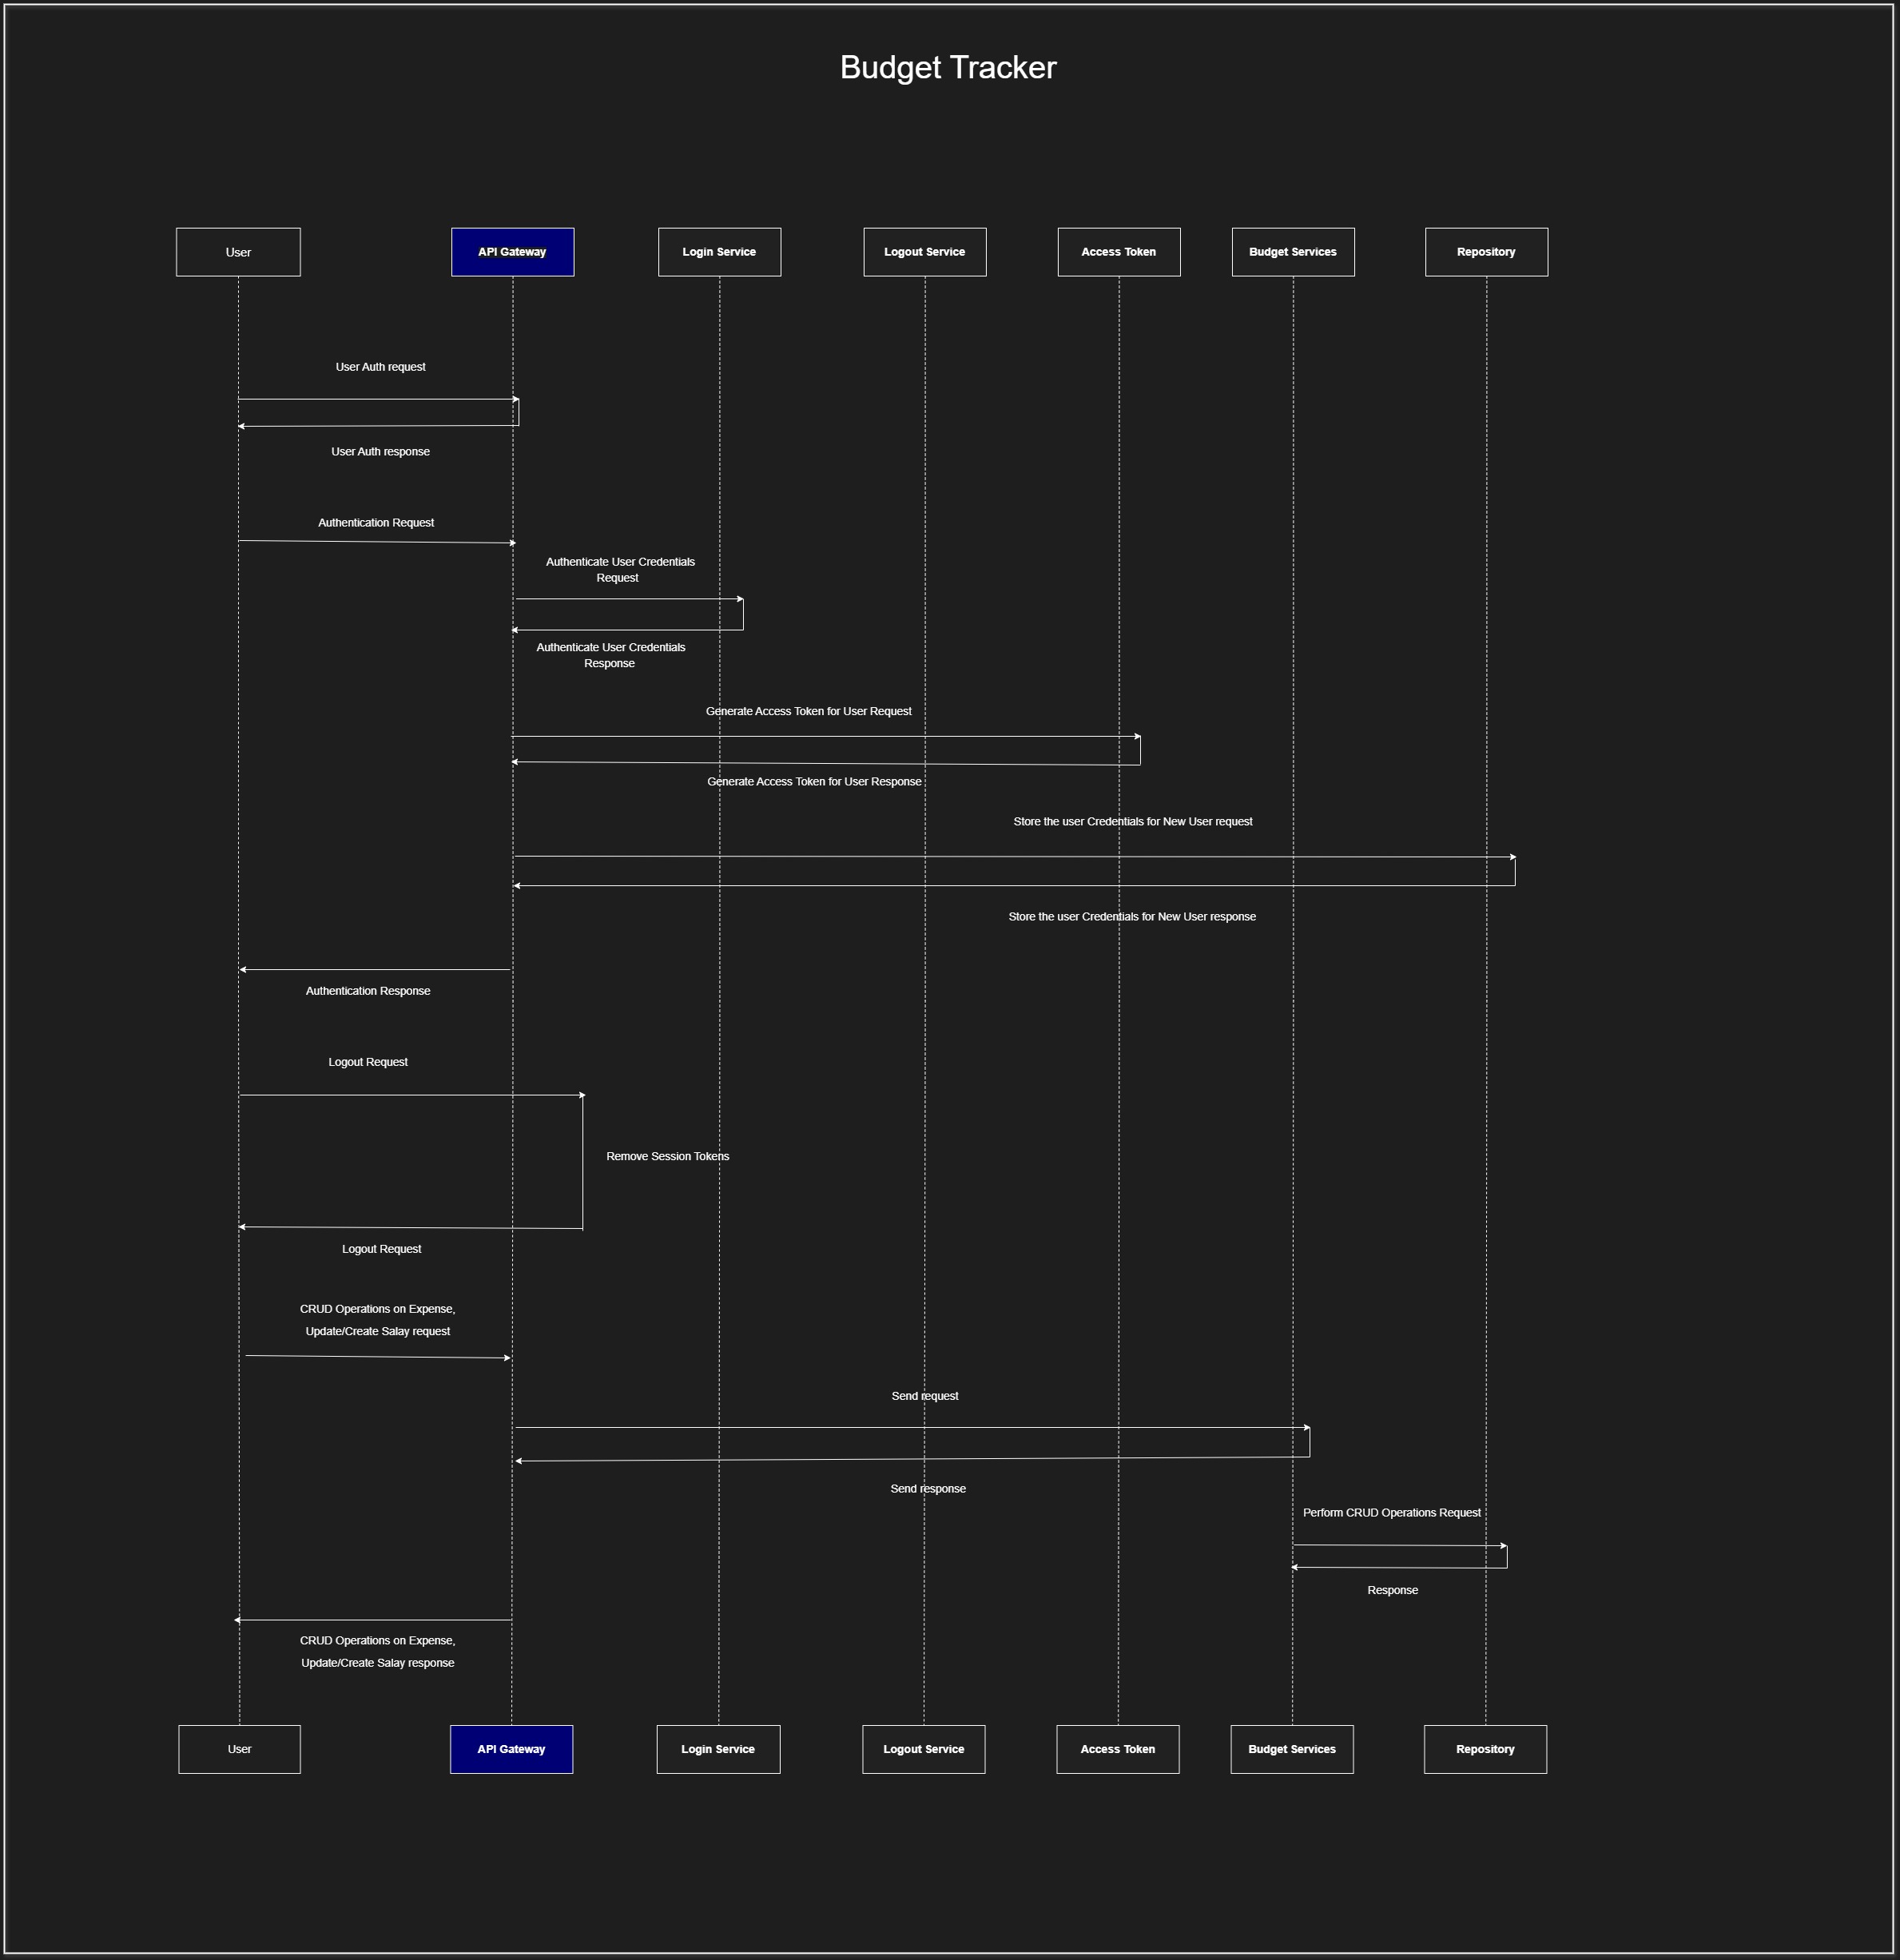 Budget Tracker
User
API Gateway
Login Service
Logout Service
Access Token
Budget Services
Repository
User Auth request
User Auth response
Authentication Request
Authenticate User Credentials
Request
Authenticate User Credentials
Response
Generate Access Token for User Request
Generate Access Token for User Response
Store the user Credentials for New User request
Store the user Credentials for New User response
Authentication Response
Logout Request
Remove Session Tokens
Logout Request
CRUD Operations on Expense,
Update/Create Salay request
Send request
Send response
Perform CRUD Operations Request
Response
CRUD Operations on Expense,
Update/Create Salay response
User
API Gateway
Login Service
Logout Service
Access Token
Budget Services
Repository